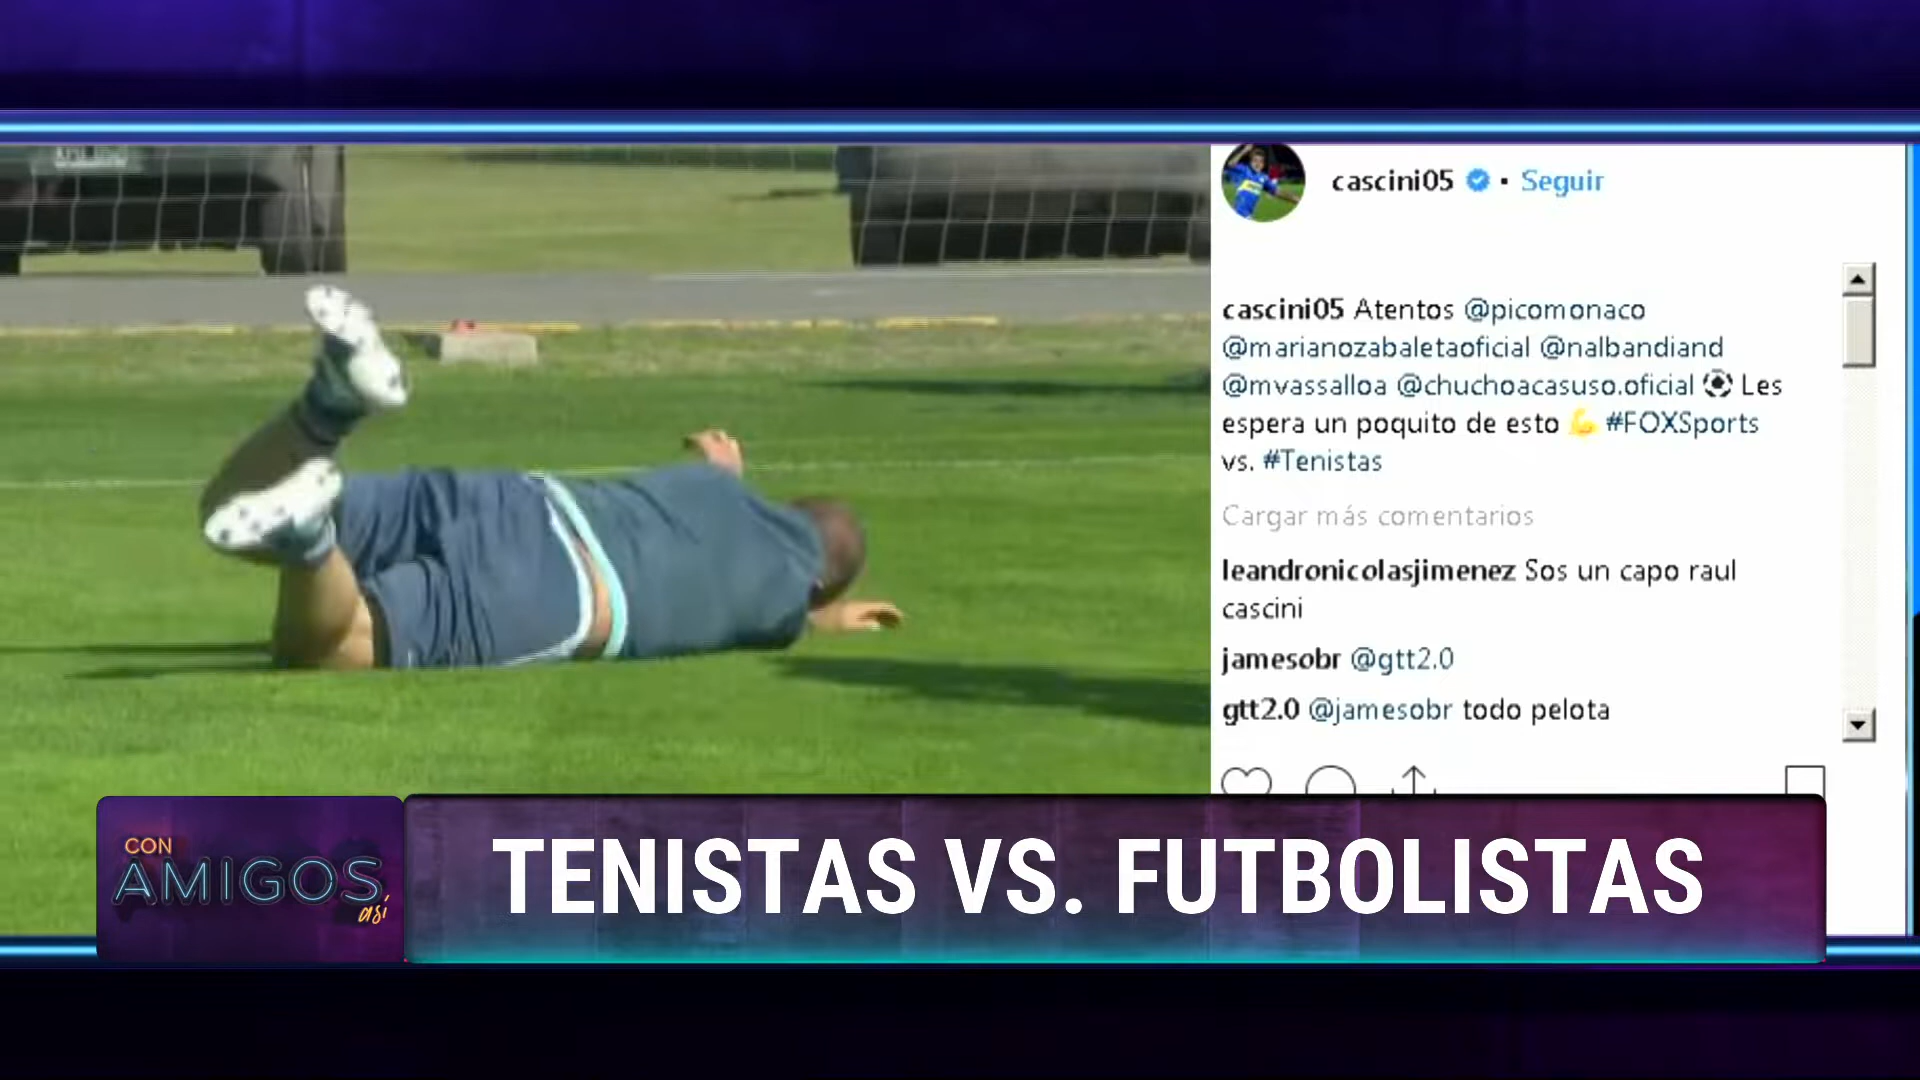 cascini05 • Seguir
cascini05 Atentos @picomonaco
@marianozabaletaoficial @nalbandiand
@mvassalloa @chuchoacasuso.oficial ⚽ Les
espera un poquito de esto 💪 #FOXSports
vs. #Tenistas
Cargar más comentarios
leandronicolasjimenez Sos un capo raul
cascini
jamesobr @gtt2.0
gtt2.0 @jamesobr todo pelota
CON
AMIGOS
así
TENISTAS VS. FUTBOLISTAS